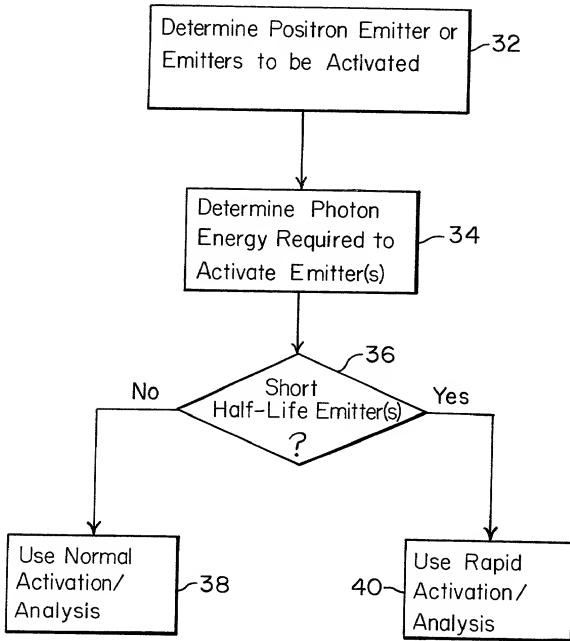 Determine Positron Emitter or
Emitters to be Activated
32
Determine Photon
Energy Required to
Activate Emitter(s)
34
36
No
Short
Half-Life Emitter(s)
?
Yes
Use Normal
Activation/
Analysis
38
40
Use Rapid
Activation/
Analysis